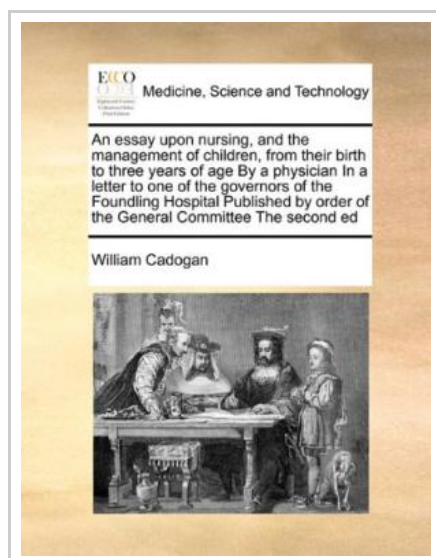 ECCO
Medicine, Science and Technology
An essay upon nursing, and the
management of children, from their birth
to three years of age By a physician In a
letter to one of the governors of the
Foundling Hospital Published by order of
the General Committee The second ed
William Cadogan